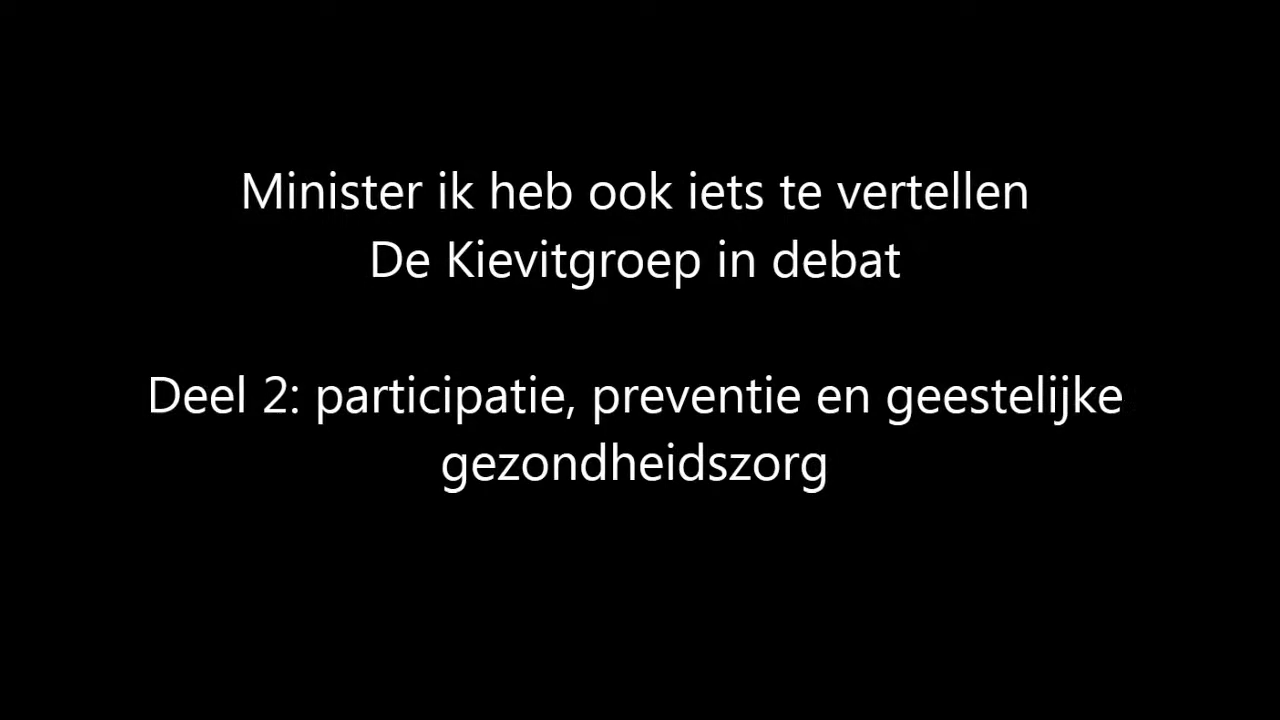 Minister ik heb ook iets te vertellen
De Kievitgroep in debat
Deel 2: participatie, preventie en geestelijke
gezondheidszorg